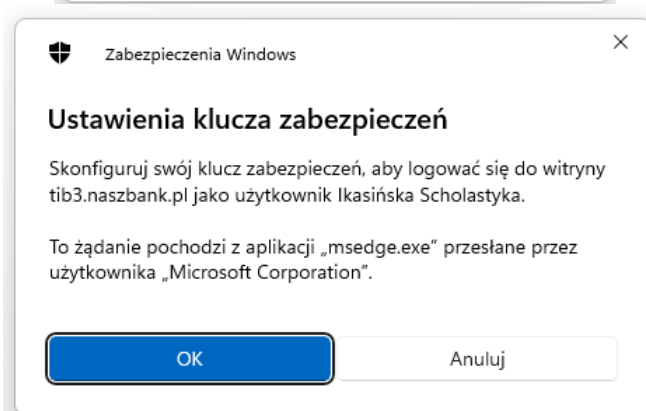 Zabezpieczenia Windows
Ustawienia klucza zabezpieczeń
Skonfiguruj swój klucz zabezpieczeń, aby logować się do witryny
tib3.naszbank.pl jako użytkownik Ikasińska Scholastyka.
To żądanie pochodzi z aplikacji „msedge.exe” przesłane przez
użytkownika „Microsoft Corporation”.
OK
Anuluj